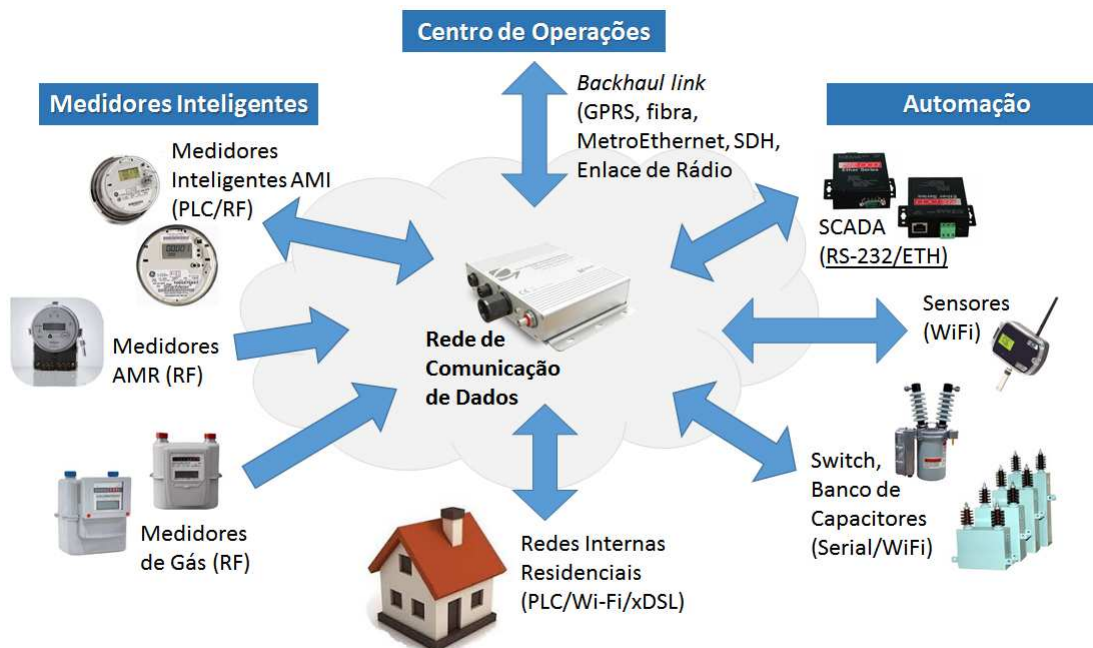 Centro de Operações
Backhaul link
(GPRS, fibra,
MetroEthernet, SDH,
Enlace de Rádio
Medidores Inteligentes
Automação
Medidores
Inteligentes AMI
(PLC/RF)
SCADA
(RS-232/ETH)
Medidores
AMR (RF)
Sensores
(WiFi)
Rede de
Comunicação
de Dados
Medidores
de Gás (RF)
Redes Internas
Residenciais
(PLC/Wi-Fi/xDSL)
Switch,
Banco de
Capacitores
(Serial/WiFi)